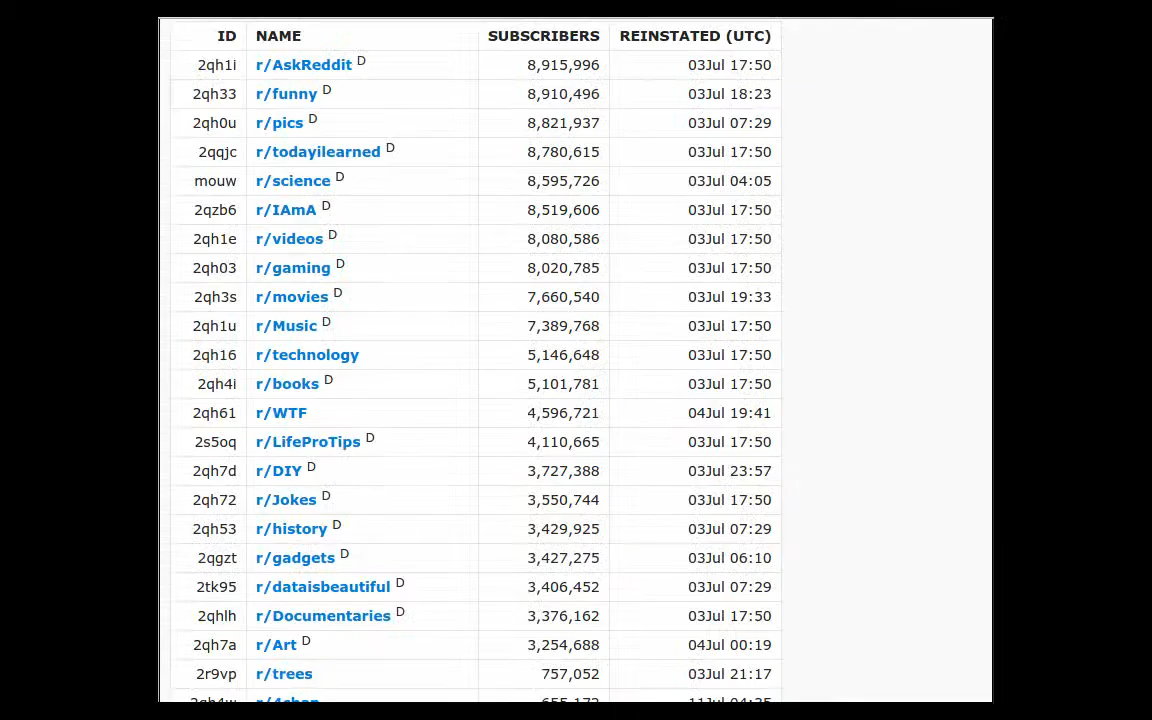 ID NAME SUBSCRIBERS REINSTATED (UTC)
2qh1i r/AskReddit D 8,915,996 03Jul 17:50
2qh33 r/funny D 8,910,496 03Jul 18:23
2qh0u r/pics D 8,821,937 03Jul 07:29
2qqjc r/todayilearned D 8,780,615 03Jul 17:50
mouw r/science D 8,595,726 03Jul 04:05
2qzb6 r/IAmA D 8,519,606 03Jul 17:50
2qh1e r/videos D 8,080,586 03Jul 17:50
2qh03 r/gaming D 8,020,785 03Jul 17:50
2qh3s r/movies D 7,660,540 03Jul 19:33
2qh1u r/Music D 7,389,768 03Jul 17:50
2qh16 r/technology 5,146,648 03Jul 17:50
2qh4i r/books D 5,101,781 03Jul 17:50
2qh61 r/WTF 4,596,721 04Jul 19:41
2s5oq r/LifeProTips D 4,110,665 03Jul 17:50
2qh7d r/DIY D 3,727,388 03Jul 23:57
2qh72 r/Jokes D 3,550,744 03Jul 17:50
2qh53 r/history D 3,429,925 03Jul 07:29
2qgzt r/gadgets D 3,427,275 03Jul 06:10
2tk95 r/dataisbeautiful D 3,406,452 03Jul 07:29
2qhlh r/Documentaries D 3,376,162 03Jul 17:50
2qh7a r/Art D 3,254,688 04Jul 00:19
2r9vp r/trees 757,052 03Jul 21:17
2qh4w r/4chan 655,172 11Jul 04:35